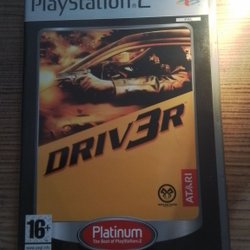 PlayStation 2
DRIV3R
ATARI
16+
Platinum
The Best of PlayStation 2